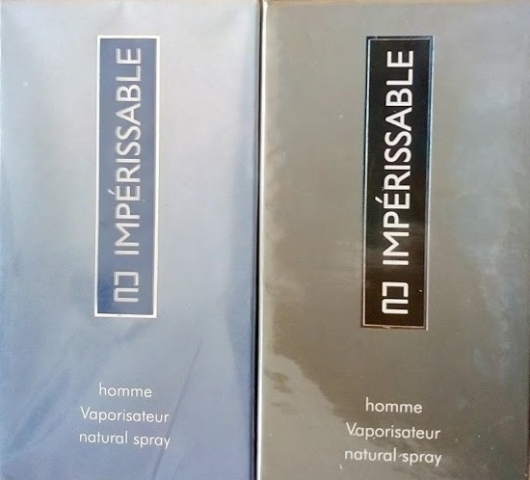 IMPÉRISSABLE
homme
Vaporisateur
natural spray
IMPÉRISSABLE
homme
Vaporisateur
natural spray